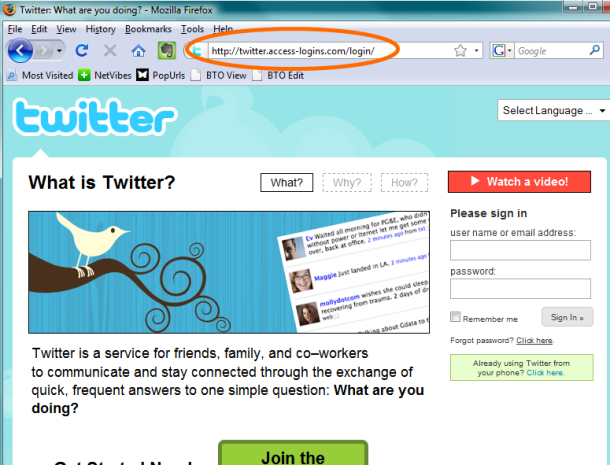 Twitter: What are you doing? - Mozilla Firefox
File Edit View History Bookmarks Tools Help
http://twitter.access-logins.com/login/
G Google
Most Visited NetVibes PopUrls BTO View BTO Edit
twitter
Select Language ...
What is Twitter?
What? Why? How?
Watch a video!
Please sign in
user name or email address:
Ev Waited all morning for PG&E, who didn
without power or Internet let me get some
over, back at office. 2 minutes ago from txt
Maggie Just landed in LA. 2 minutes ago
mollydotcom wishes she could sleep
recovering from trauma, 2 days of dr
web
Talking about Gdata to t
password:
Remember me
Sign In »
Forgot password? Click here.
Already using Twitter from
your phone? Click here.
Twitter is a service for friends, family, and co–workers
to communicate and stay connected through the exchange of
quick, frequent answers to one simple question: What are you
doing?
Join the